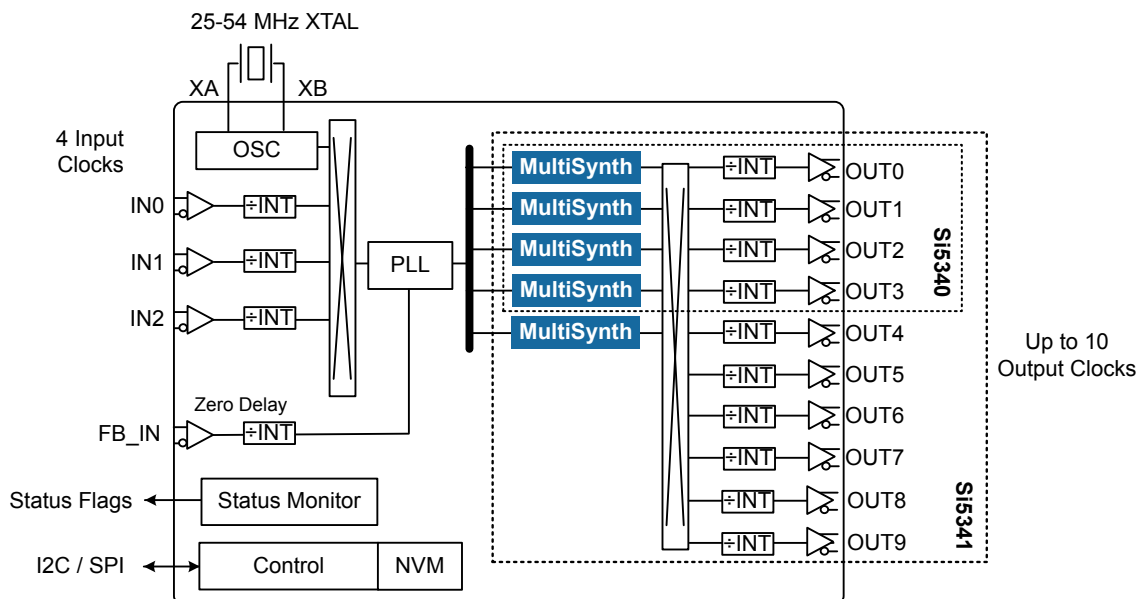 25-54 MHz XTAL
XA
XB
4 Input
Clocks
OSC
IN0
÷INT
IN1
÷INT
IN2
÷INT
PLL
Zero Delay
FB_IN
÷INT
Status Flags
Status Monitor
I2C / SPI
Control
NVM
MultiSynth
MultiSynth
MultiSynth
MultiSynth
MultiSynth
÷INT
OUT0
÷INT
OUT1
÷INT
OUT2
÷INT
OUT3
÷INT
OUT4
÷INT
OUT5
÷INT
OUT6
÷INT
OUT7
÷INT
OUT8
÷INT
OUT9
Si5340
Si5341
Up to 10
Output Clocks